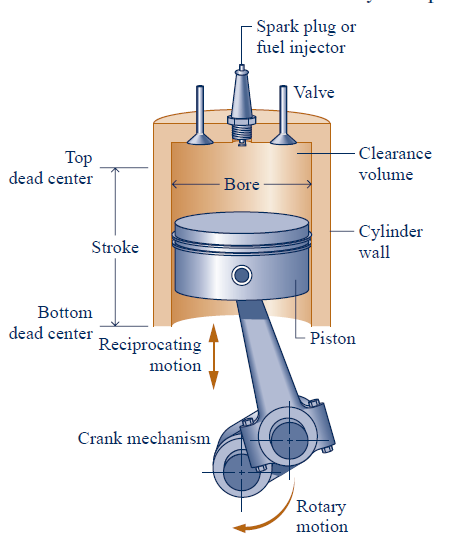 Spark plug or
fuel injector
Valve
Top
dead center
Clearance
volume
Bore
Cylinder
wall
Stroke
Bottom
dead center
Reciprocating
motion
Piston
Crank mechanism
Rotary
motion